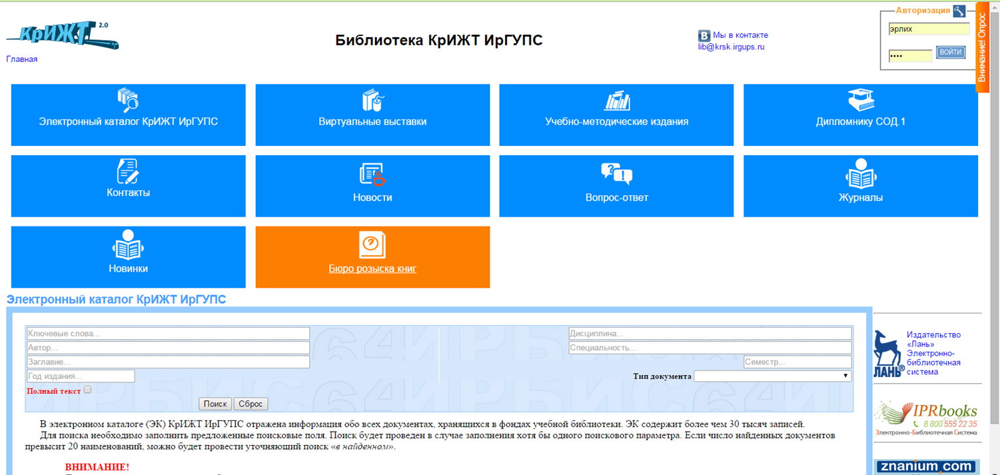 КрИЖТ 2.0
Главная
Библиотека КрИЖТ ИрГУПС
Мы в контакте
lib@krsk.irgups.ru
Авторизация
эрлих
ВОЙТИ
Внимание! Опрос
Электронный каталог КрИЖТ ИрГУПС
Виртуальные выставки
Учебно-методические издания
Дипломнику СОД.1
Контакты
Новости
Вопрос-ответ
Журналы
Новинки
Бюро розыска книг
Электронный каталог КрИЖТ ИрГУПС
Ключевые слова...
Дисциплина...
Автор...
Специальность...
Заглавие...
Семестр...
Год издания...
Тип документа
Полный текст
Поиск
Сброс
В электронном каталоге (ЭК) КрИЖТ ИрГУПС отражена информация обо всех документах, хранящихся в фондах учебной библиотеки. ЭК содержит более чем 30 тысяч записей.
Для поиска необходимо заполнить предложенные поисковые поля. Поиск будет проведен в случае заполнения хотя бы одного поискового параметра. Если число найденных документов
превысит 20 наименований, можно будет провести уточняющий поиск «в найденном».
ВНИМАНИЕ!
ЛАНЬ®
Издательство
«Лань»
Электронно-
библиотечная
система
IPRbooks
8 800 555 22 35
Электронно-Библиотечная Система
znanium.com